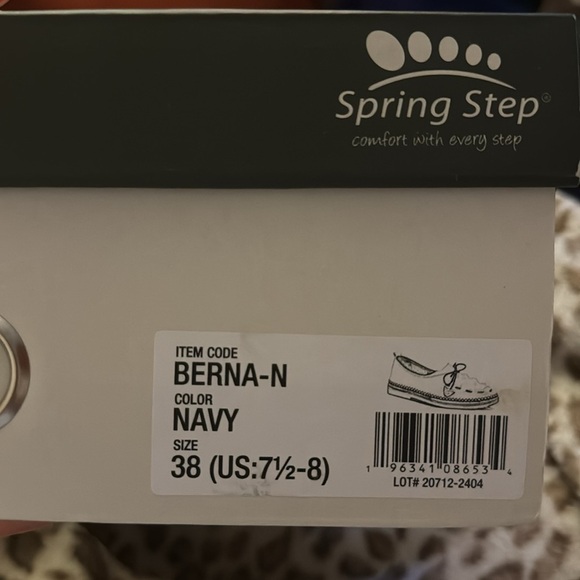 Spring Step®
comfort with every step
ITEM CODE
BERNA-N
COLOR
NAVY
SIZE
38 (US:7½-8)
1 96341 08653 4
LOT# 20712-2404